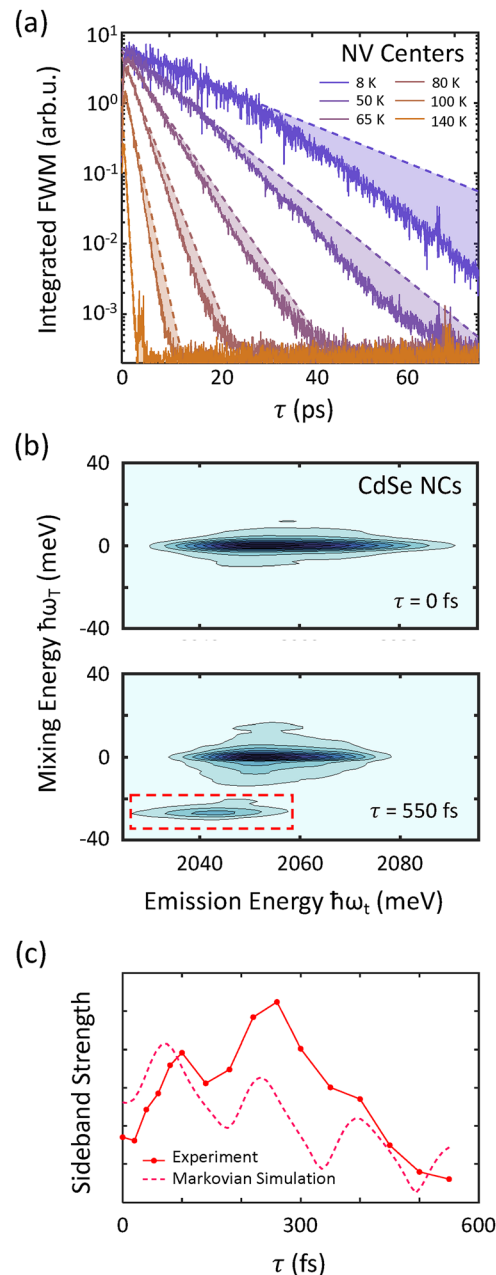 (a)
NV Centers
8 K
80 K
50 K
100 K
65 K
140 K
10¹
10⁰
10⁻¹
10⁻²
10⁻³
Integrated FWM (arb.u.)
0
20
40
60
τ (ps)
(b)
CdSe NCs
40
0
-40
τ = 0 fs
40
0
-40
τ = 550 fs
Mixing Energy ħω_T (meV)
2040
2060
2080
Emission Energy ħω_t (meV)
(c)
Sideband Strength
Experiment
Markovian Simulation
0
300
600
τ (fs)